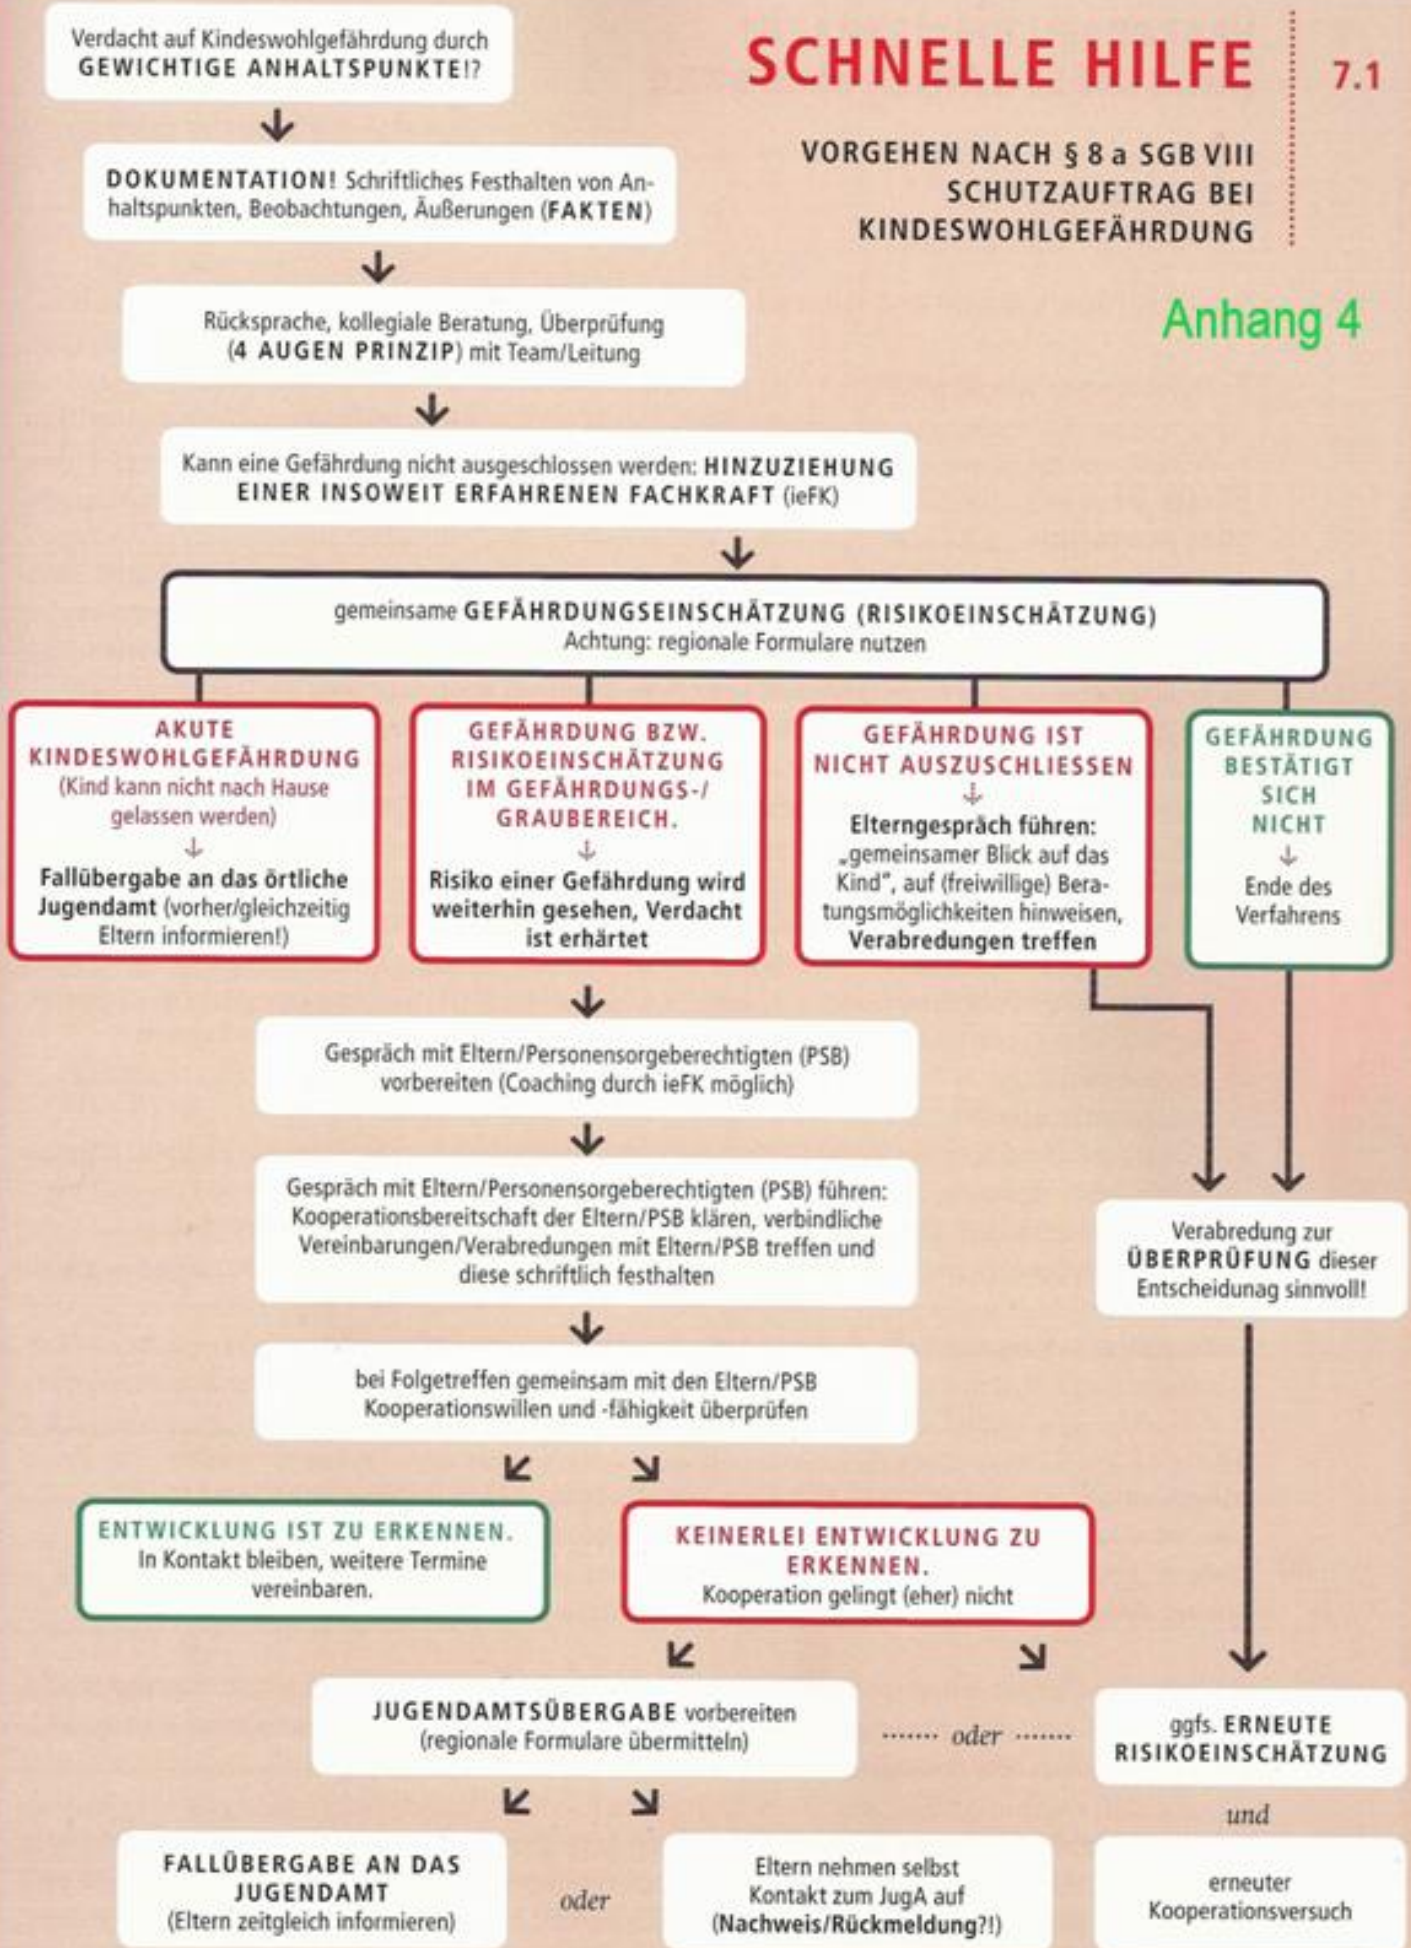 Verdacht auf Kindeswohlgefährdung durch
GEWICHTIGE ANHALTSPUNKTE!?
SCHNELLE HILFE
7.1
VORGEHEN NACH § 8 a SGB VIII
SCHUTZAUFTRAG BEI
KINDESWOHLGEFÄHRDUNG
Anhang 4
DOKUMENTATION! Schriftliches Festhalten von An-
haltspunkten, Beobachtungen, Äußerungen (FAKTEN)
Rücksprache, kollegiale Beratung, Überprüfung
(4 AUGEN PRINZIP) mit Team/Leitung
Kann eine Gefährdung nicht ausgeschlossen werden: HINZUZIEHUNG
EINER INSOWEIT ERFAHRENEN FACHKRAFT (ieFK)
gemeinsame GEFÄHRDUNGSEINSCHÄTZUNG (RISIKOEINSCHÄTZUNG)
Achtung: regionale Formulare nutzen
AKUTE
KINDESWOHLGEFÄHRDUNG
(Kind kann nicht nach Hause
gelassen werden)
Fallübergabe an das örtliche
Jugendamt (vorher/gleichzeitig
Eltern informieren!)
GEFÄHRDUNG BZW.
RISIKOEINSCHÄTZUNG
IM GEFÄHRDUNGS-/
GRAUBEREICH.
Risiko einer Gefährdung wird
weiterhin gesehen, Verdacht
ist erhärtet
GEFÄHRDUNG IST
NICHT AUSZUSCHLIESSEN
Elterngespräch führen:
„gemeinsamer Blick auf das
Kind“, auf (freiwillige) Bera-
tungsmöglichkeiten hinweisen,
Verabredungen treffen
GEFÄHRDUNG
BESTÄTIGT
SICH
NICHT
Ende des
Verfahrens
Gespräch mit Eltern/Personensorgeberechtigten (PSB)
vorbereiten (Coaching durch ieFK möglich)
Gespräch mit Eltern/Personensorgeberechtigten (PSB) führen:
Kooperationsbereitschaft der Eltern/PSB klären, verbindliche
Vereinbarungen/Verabredungen mit Eltern/PSB treffen und
diese schriftlich festhalten
Verabredung zur
ÜBERPRÜFUNG dieser
Entscheidunag sinnvoll!
bei Folgetreffen gemeinsam mit den Eltern/PSB
Kooperationswillen und -fähigkeit überprüfen
ENTWICKLUNG IST ZU ERKENNEN.
In Kontakt bleiben, weitere Termine
vereinbaren.
KEINERLEI ENTWICKLUNG ZU
ERKENNEN.
Kooperation gelingt (eher) nicht
JUGENDAMTSÜBERGABE vorbereiten
(regionale Formulare übermitteln)
....... oder .......
ggfs. ERNEUTE
RISIKOEINSCHÄTZUNG
und
FALLÜBERGABE AN DAS
JUGENDAMT
(Eltern zeitgleich informieren)
oder
Eltern nehmen selbst
Kontakt zum JugA auf
(Nachweis/Rückmeldung?!)
erneuter
Kooperationsversuch